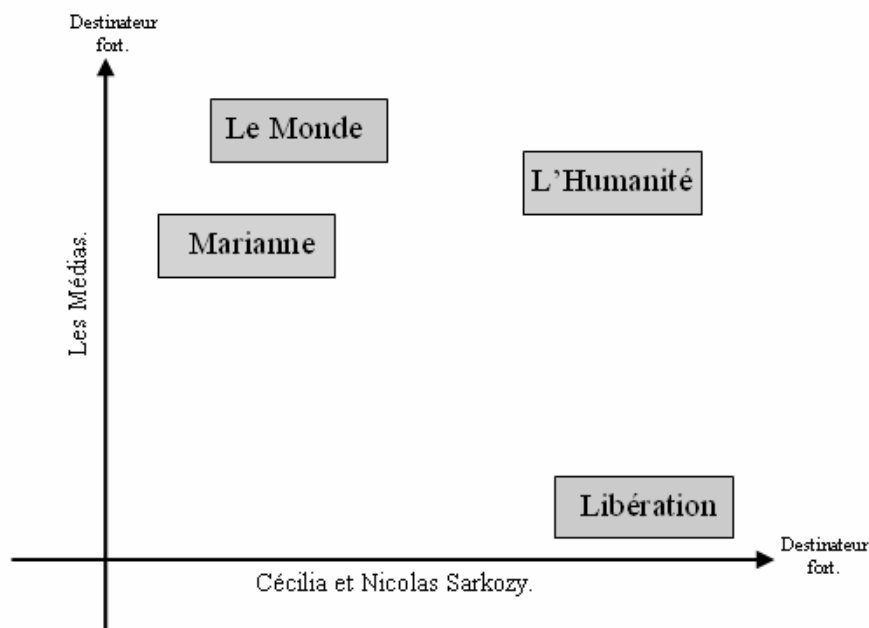 Destinateur
fort.
Le Monde
L'Humanité
Marianne
Les Médias.
Libération
Destinateur
fort.
Cécilia et Nicolas Sarkozy.